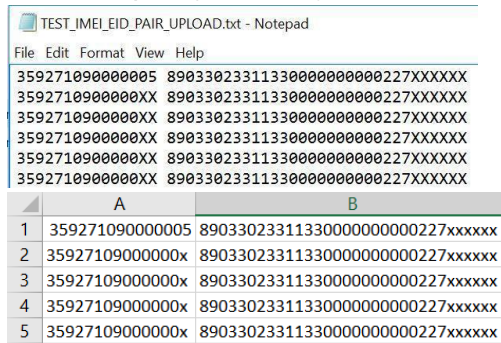 TEST_IMEI_EID_PAIR_UPLOAD.txt - Notepad
File Edit Format View Help
359271090000005 89033023311330000000000227XXXXXX
3592710900000XX 89033023311330000000000227XXXXXX
3592710900000XX 89033023311330000000000227XXXXXX
3592710900000XX 89033023311330000000000227XXXXXX
3592710900000XX 89033023311330000000000227XXXXXX
3592710900000XX 89033023311330000000000227XXXXXX
A B
1 359271090000005 89033023311330000000000227xxxxxx
2 35927109000000x 89033023311330000000000227xxxxxx
3 35927109000000x 89033023311330000000000227xxxxxx
4 35927109000000x 89033023311330000000000227xxxxxx
5 35927109000000x 89033023311330000000000227xxxxxx